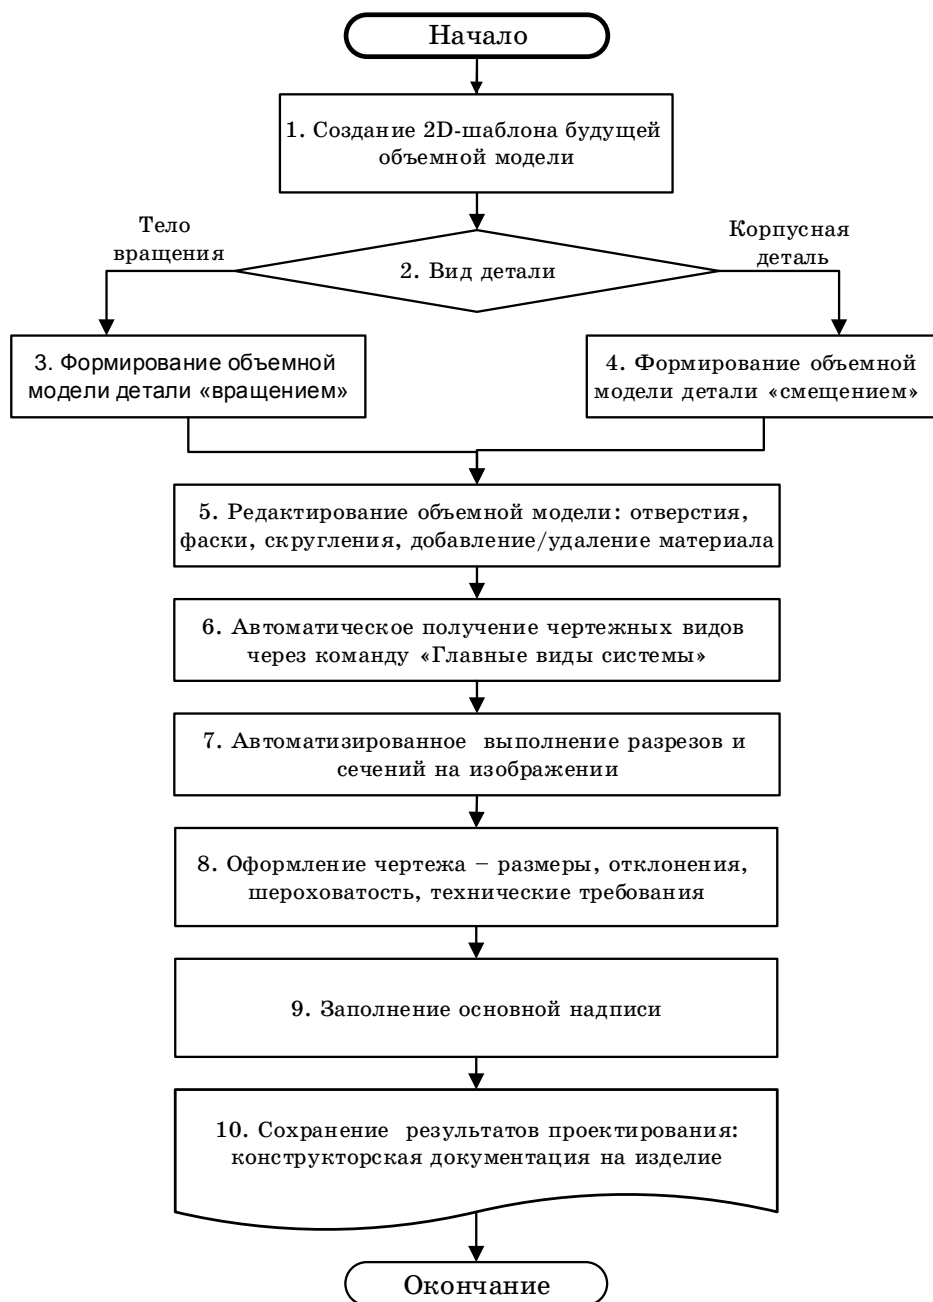 Начало
1. Создание 2D-шаблона будущей
объемной модели
Тело
вращения
Корпусная
деталь
2. Вид детали
3. Формирование объемной
модели детали «вращением»
4. Формирование объемной
модели детали «смещением»
5. Редактирование объемной модели: отверстия,
фаски, скругления, добавление/удаление материала
6. Автоматическое получение чертежных видов
через команду «Главные виды системы»
7. Автоматизированное выполнение разрезов и
сечений на изображении
8. Оформление чертежа – размеры, отклонения,
шероховатость, технические требования
9. Заполнение основной надписи
10. Сохранение результатов проектирования:
конструкторская документация на изделие
Окончание